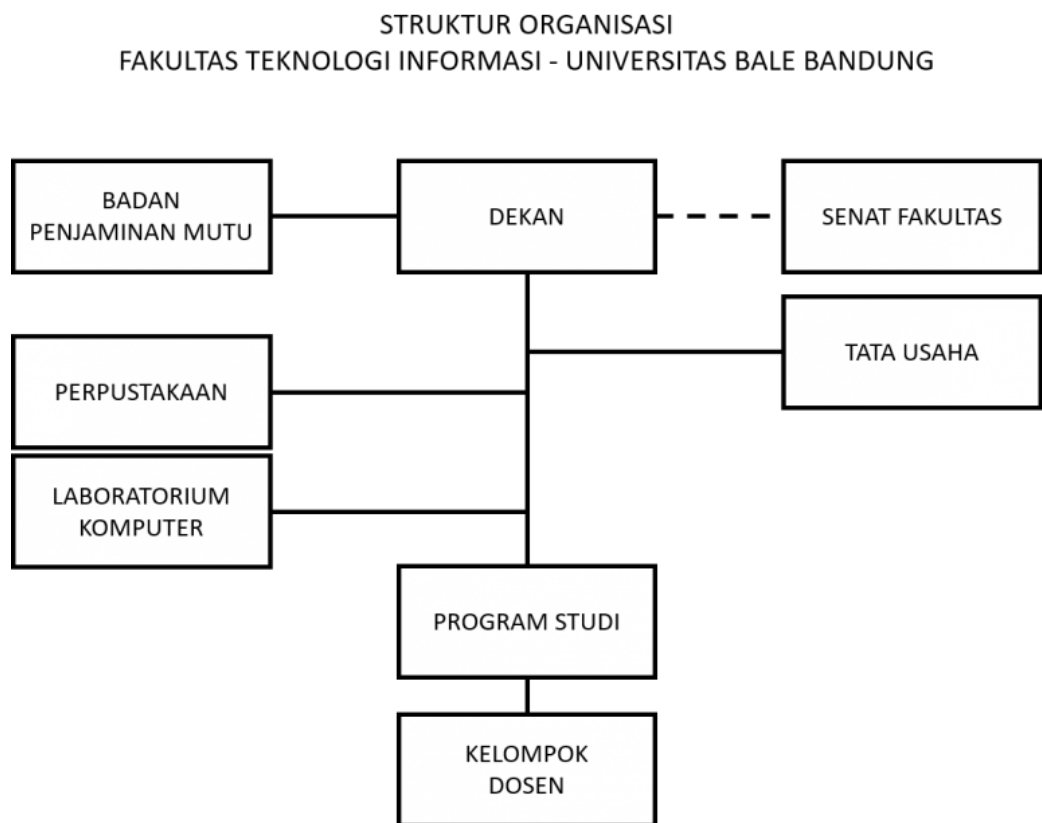 STRUKTUR ORGANISASI
FAKULTAS TEKNOLOGI INFORMASI - UNIVERSITAS BALE BANDUNG
BADAN
PENJAMINAN MUTU
DEKAN
SENAT FAKULTAS
TATA USAHA
PERPUSTAKAAN
LABORATORIUM
KOMPUTER
PROGRAM STUDI
KELOMPOK
DOSEN